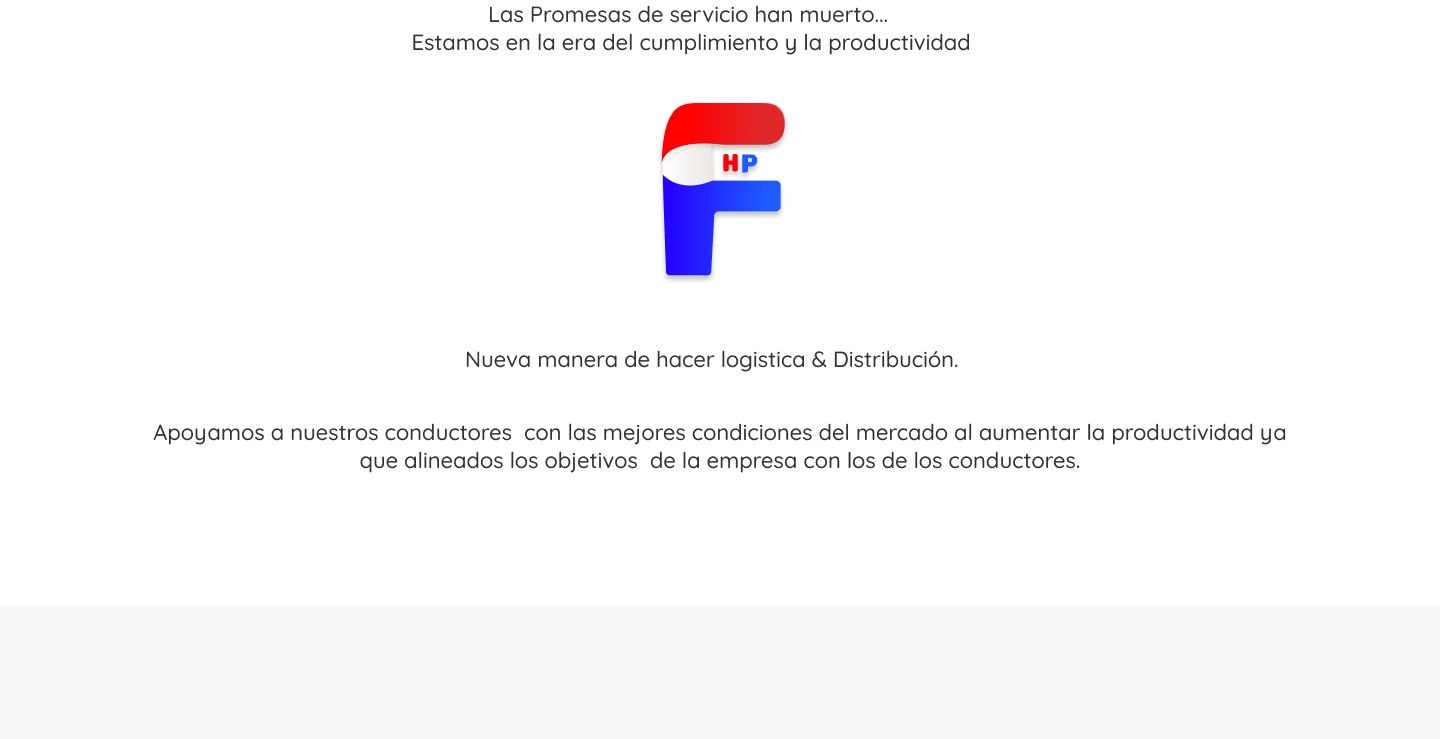 Las Promesas de servicio han muerto...
Estamos en la era del cumplimiento y la productividad
F
HP
Nueva manera de hacer logistica & Distribución.
Apoyamos a nuestros conductores  con las mejores condiciones del mercado al aumentar la productividad ya
que alineados los objetivos  de la empresa con los de los conductores.